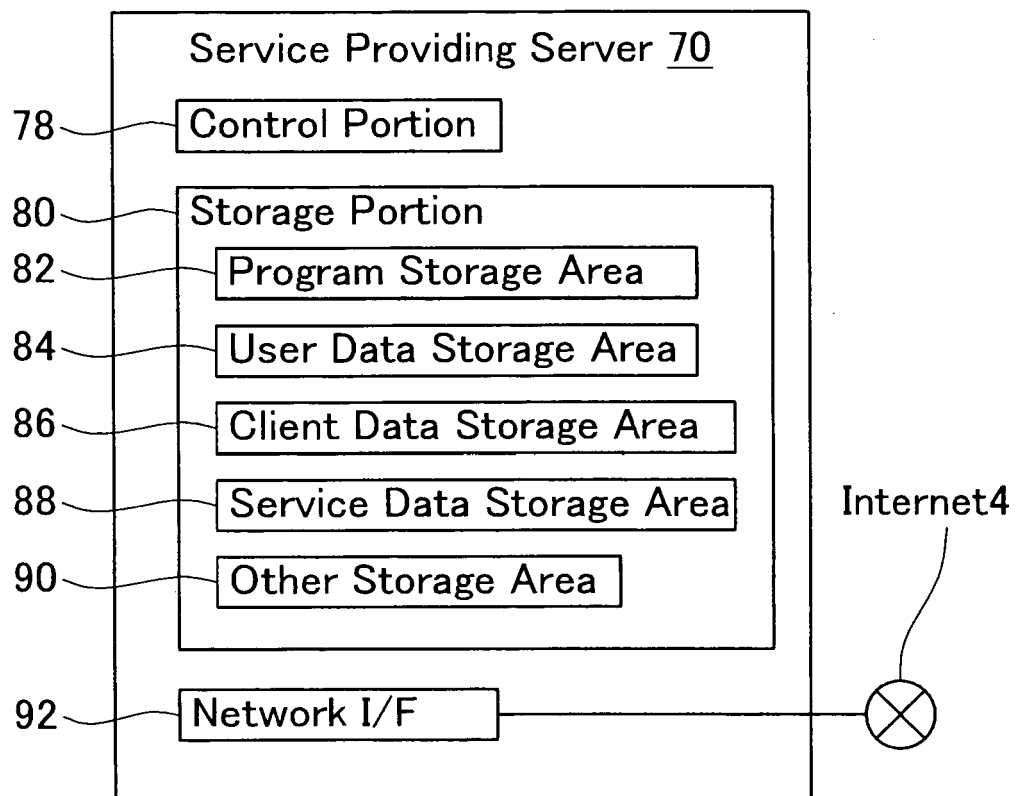 Service Providing Server 70
78
Control Portion
80
Storage Portion
82
Program Storage Area
84
User Data Storage Area
86
Client Data Storage Area
88
Service Data Storage Area
Internet4
90
Other Storage Area
92
Network I/F